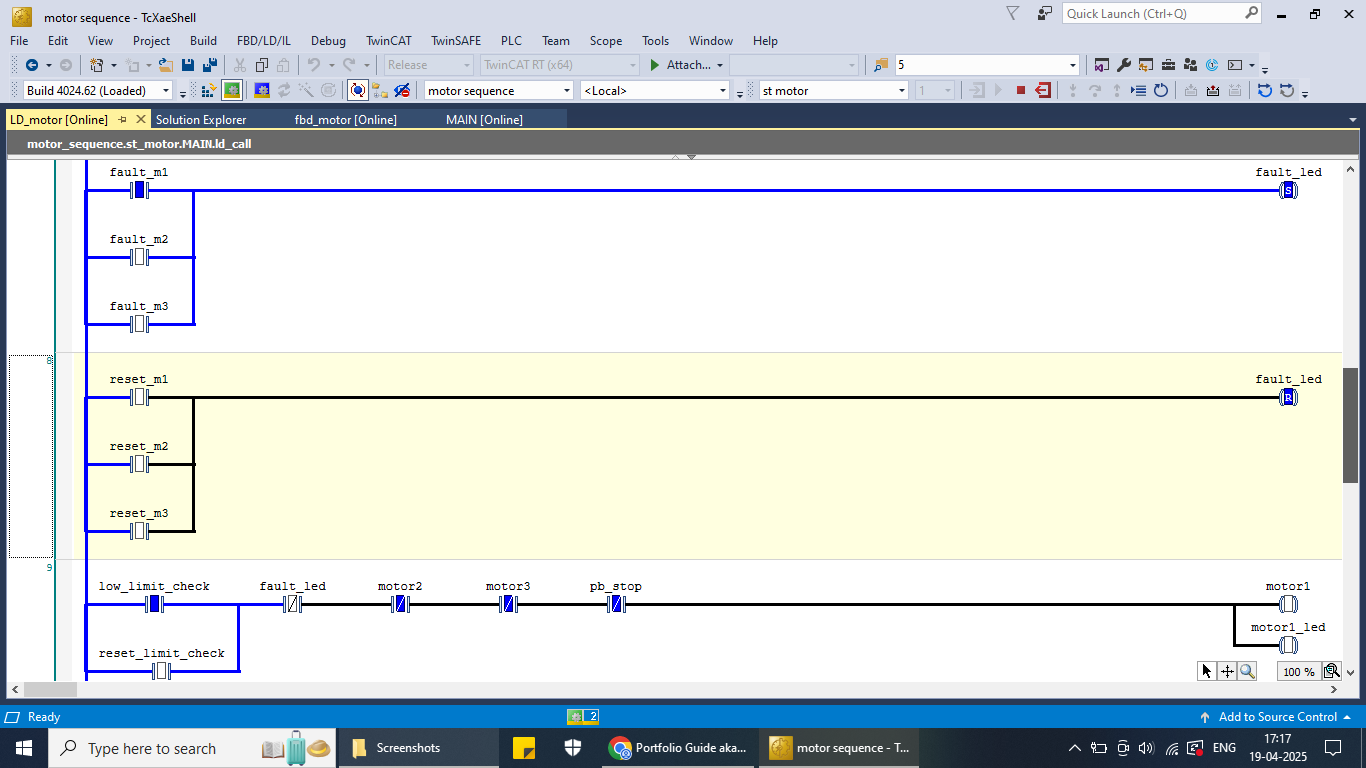 motor sequence - TcXaeShell
Quick Launch (Ctrl+Q)
File Edit View Project Build FBD/LD/IL Debug TwinCAT TwinSAFE PLC Team Scope Tools Window Help
Release TwinCAT RT (x64) Attach... 5
Build 4024.62 (Loaded) motor sequence <Local> st motor 1
LD_motor [Online] Solution Explorer fbd_motor [Online] MAIN [Online]
motor_sequence.st_motor.MAIN.ld_call
fault_m1 fault_led
S
fault_m2
fault_m3
8
reset_m1 fault_led
R
reset_m2
reset_m3
9
low_limit_check fault_led motor2 motor3 pb_stop motor1
motor1_led
reset_limit_check
100 %
Ready 2 Add to Source Control
Type here to search Screenshots Portfolio Guide aka... motor sequence - T... ENG 17:17
19-04-2025